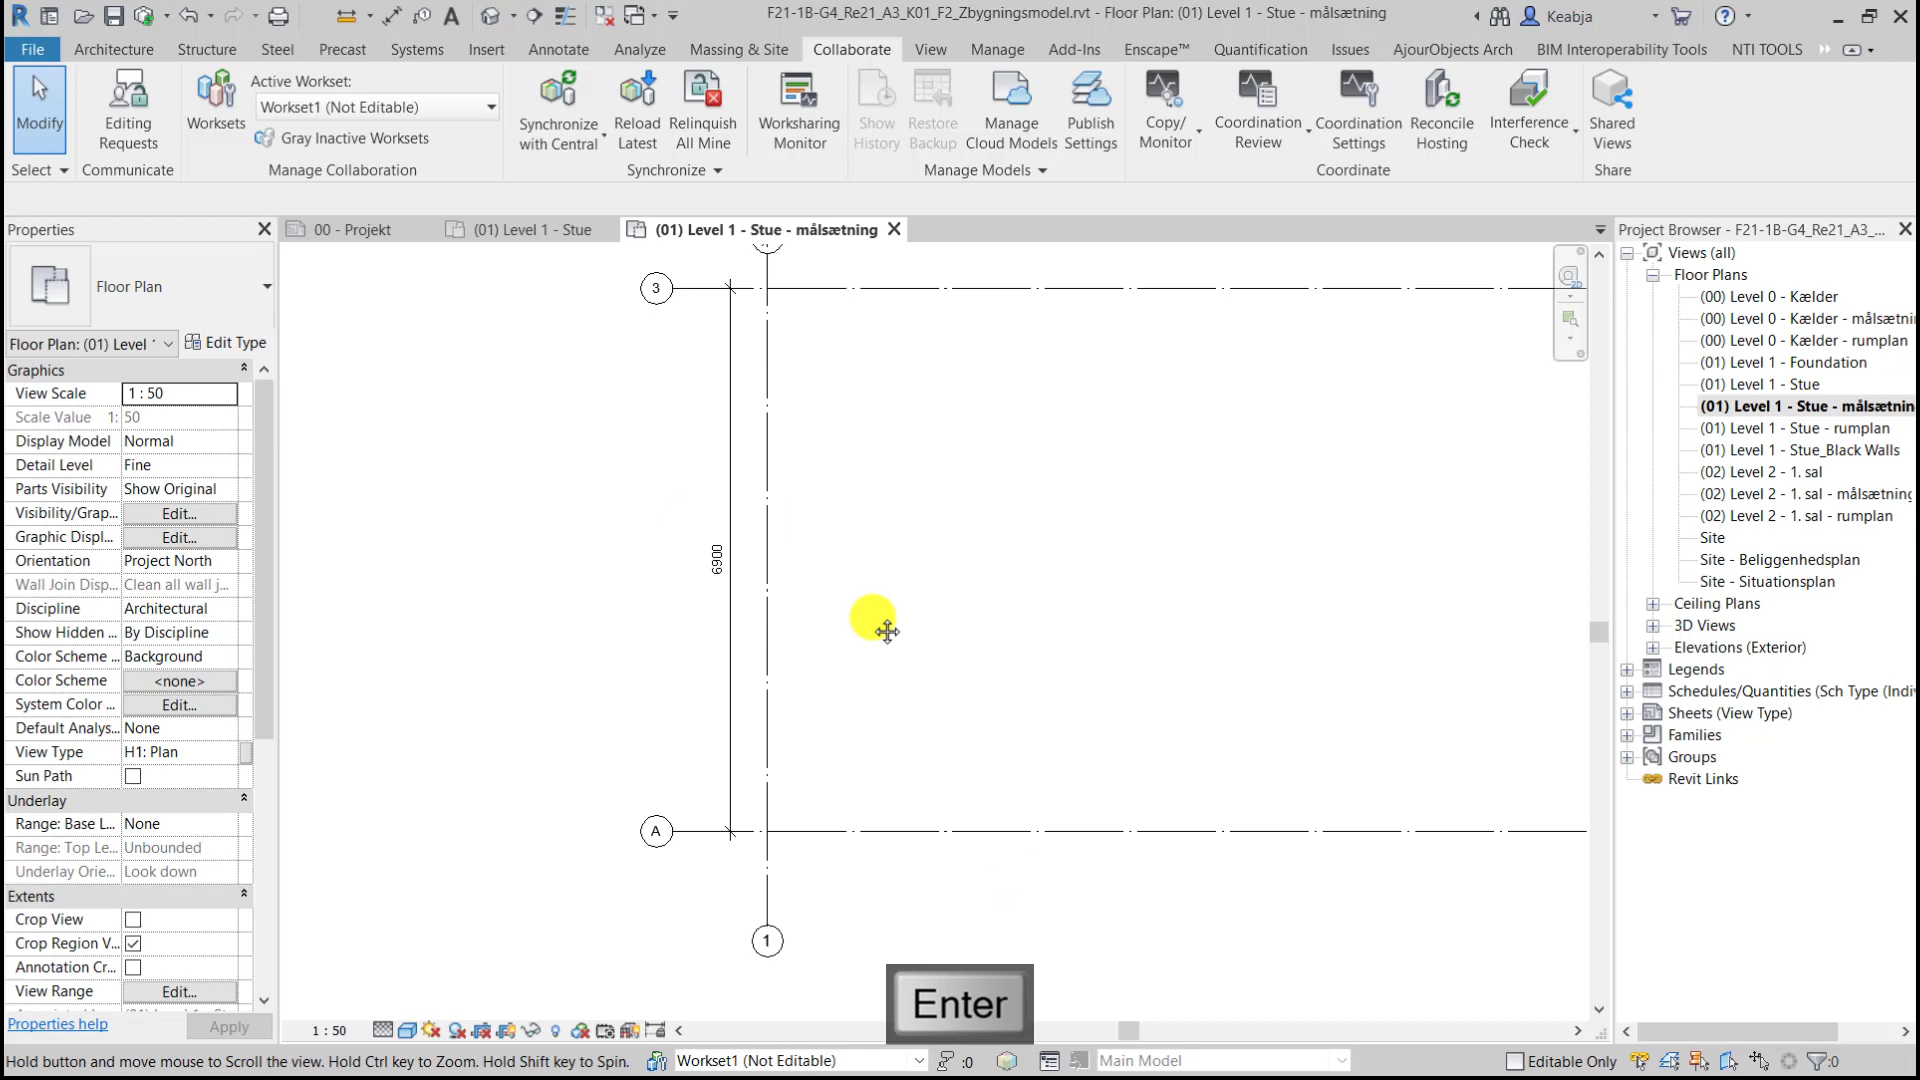 F21-1B-G4_Re21_A3_K01_F2_Zbygningsmodel.rvt - Floor Plan: (01) Level 1 - Stue - målsætning
Keabja
File Architecture Structure Steel Precast Systems Insert Annotate Analyze Massing & Site Collaborate View Manage Add-Ins Enscape™ Quantification Issues AjourObjects Arch BIM Interoperability Tools NTI TOOLS
Modify
Editing Requests
Worksets
Active Workset:
Workset1 (Not Editable)
Gray Inactive Worksets
Synchronize with Central
Reload Latest
Relinquish All Mine
Worksharing Monitor
Show History
Restore Backup
Manage Cloud Models
Publish Settings
Copy/ Monitor
Coordination Review
Coordination Settings
Reconcile Hosting
Interference Check
Shared Views
Select Communicate Manage Collaboration Synchronize Manage Models Coordinate Share
Properties
00 - Projekt
(01) Level 1 - Stue
(01) Level 1 - Stue - målsætning
Floor Plan
Floor Plan: (01) Level
Edit Type
Graphics
View Scale 1 : 50
Scale Value 1: 50
Display Model Normal
Detail Level Fine
Parts Visibility Show Original
Visibility/Grap... Edit...
Graphic Displ... Edit...
Orientation Project North
Wall Join Disp... Clean all wall j...
Discipline Architectural
Show Hidden ... By Discipline
Color Scheme ... Background
Color Scheme <none>
System Color ... Edit...
Default Analys... None
View Type H1: Plan
Sun Path
Underlay
Range: Base L... None
Range: Top Le... Unbounded
Underlay Orie... Look down
Extents
Crop View
Crop Region V...
Annotation Cr...
View Range Edit...
Properties help
Apply
3
6900
A
1
Enter
1 : 50
Project Browser - F21-1B-G4_Re21_A3_...
Views (all)
Floor Plans
(00) Level 0 - Kælder
(00) Level 0 - Kælder - målsætni
(00) Level 0 - Kælder - rumplan
(01) Level 1 - Foundation
(01) Level 1 - Stue
(01) Level 1 - Stue - målsætnin
(01) Level 1 - Stue - rumplan
(01) Level 1 - Stue_Black Walls
(02) Level 2 - 1. sal
(02) Level 2 - 1. sal - målsætning
(02) Level 2 - 1. sal - rumplan
Site
Site - Beliggenhedsplan
Site - Situationsplan
Ceiling Plans
3D Views
Elevations (Exterior)
Legends
Schedules/Quantities (Sch Type (Indi
Sheets (View Type)
Families
Groups
Revit Links
Hold button and move mouse to Scroll the view. Hold Ctrl key to Zoom. Hold Shift key to Spin.
Workset1 (Not Editable)
:0
Main Model
Editable Only
:0